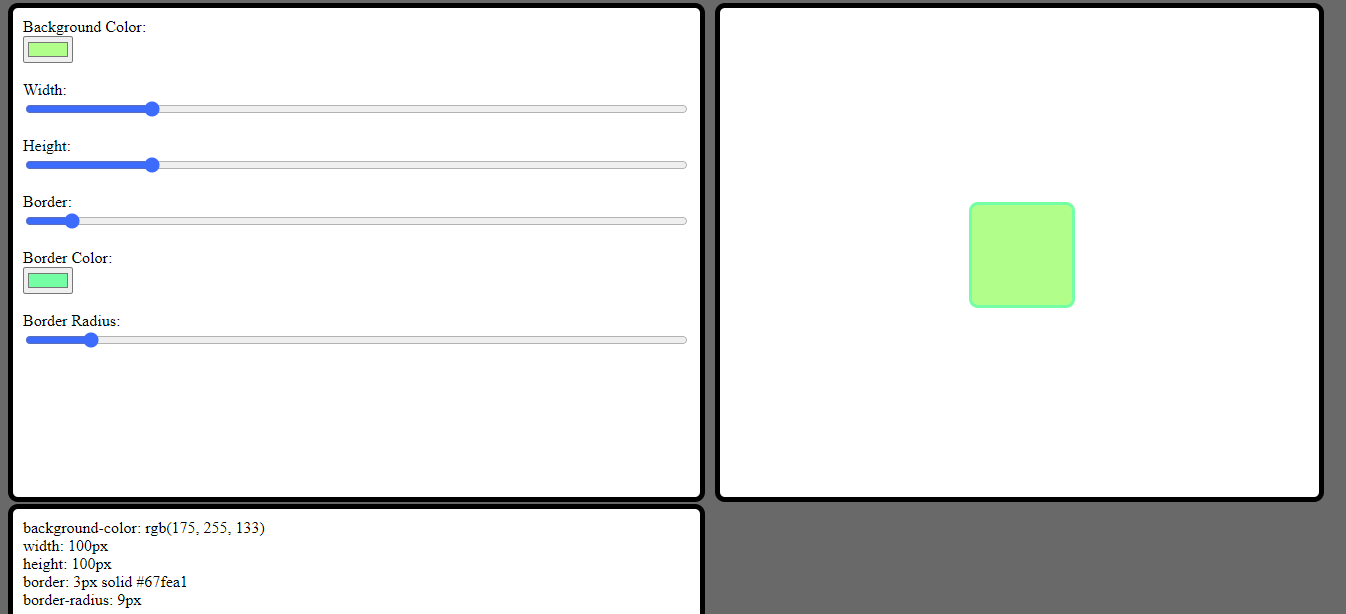 Background Color:
Width:
Height:
Border:
Border Color:
Border Radius:
background-color: rgb(175, 255, 133)
width: 100px
height: 100px
border: 3px solid #67fea1
border-radius: 9px